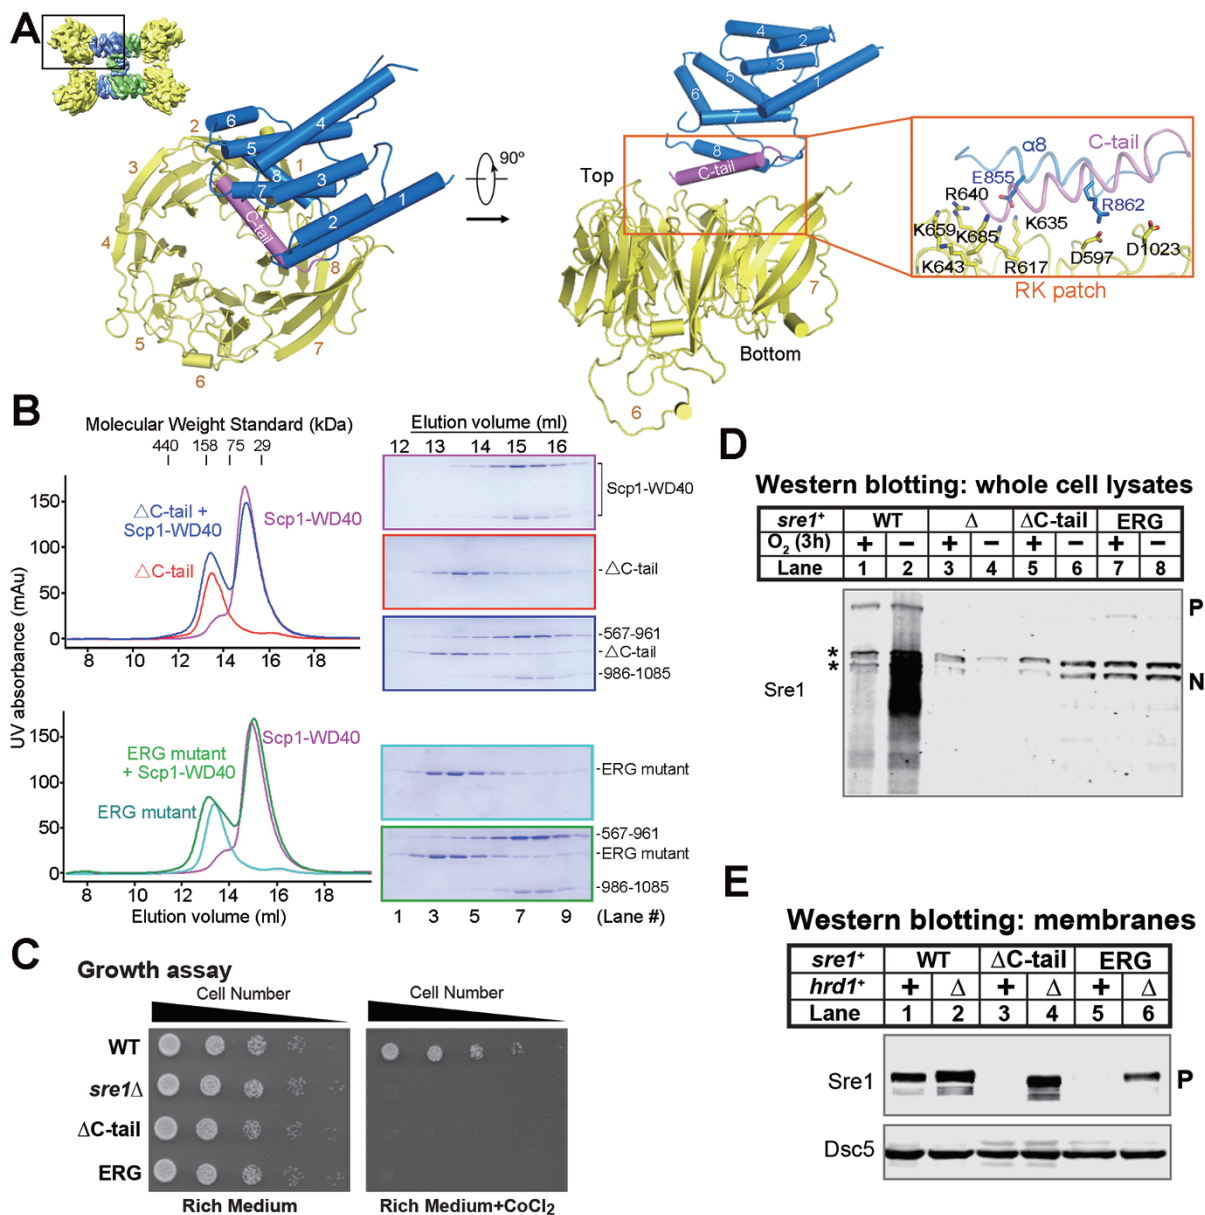 A
2
3
4
5
6
7
8
1
6
5
4
8
7
3
2
1
C-tail
90°
4
2
3
1
5
6
7
8
C-tail
Top
Bottom
7
6
α8
C-tail
E855
R640
R862
K659
K685
K635
K643
R617
D597
D1023
RK patch
B
Molecular Weight Standard (kDa)
440 158 75 29
UV absorbance (mAu)
150
100
50
0
△C-tail +
Scp1-WD40
Scp1-WD40
△C-tail
8 10 12 14 16 18
150
100
50
0
ERG mutant
+ Scp1-WD40
Scp1-WD40
ERG mutant
8 10 12 14 16 18
Elution volume (ml)
Elution volume (ml)
12 13 14 15 16
Scp1-WD40
-△C-tail
-567-961
-△C-tail
-986-1085
-ERG mutant
-567-961
-ERG mutant
-986-1085
1 3 5 7 9 (Lane #)
C
Growth assay
Cell Number
Cell Number
WT
sre1Δ
ΔC-tail
ERG
Rich Medium
Rich Medium+CoCl₂
D
Western blotting: whole cell lysates
sre1⁺ WT Δ ΔC-tail ERG
O₂ (3h) + − + − + − + −
Lane 1 2 3 4 5 6 7 8
P
*
*
N
Sre1
E
Western blotting: membranes
sre1⁺ WT ΔC-tail ERG
hrd1⁺ + Δ + Δ + Δ
Lane 1 2 3 4 5 6
Sre1
P
Dsc5